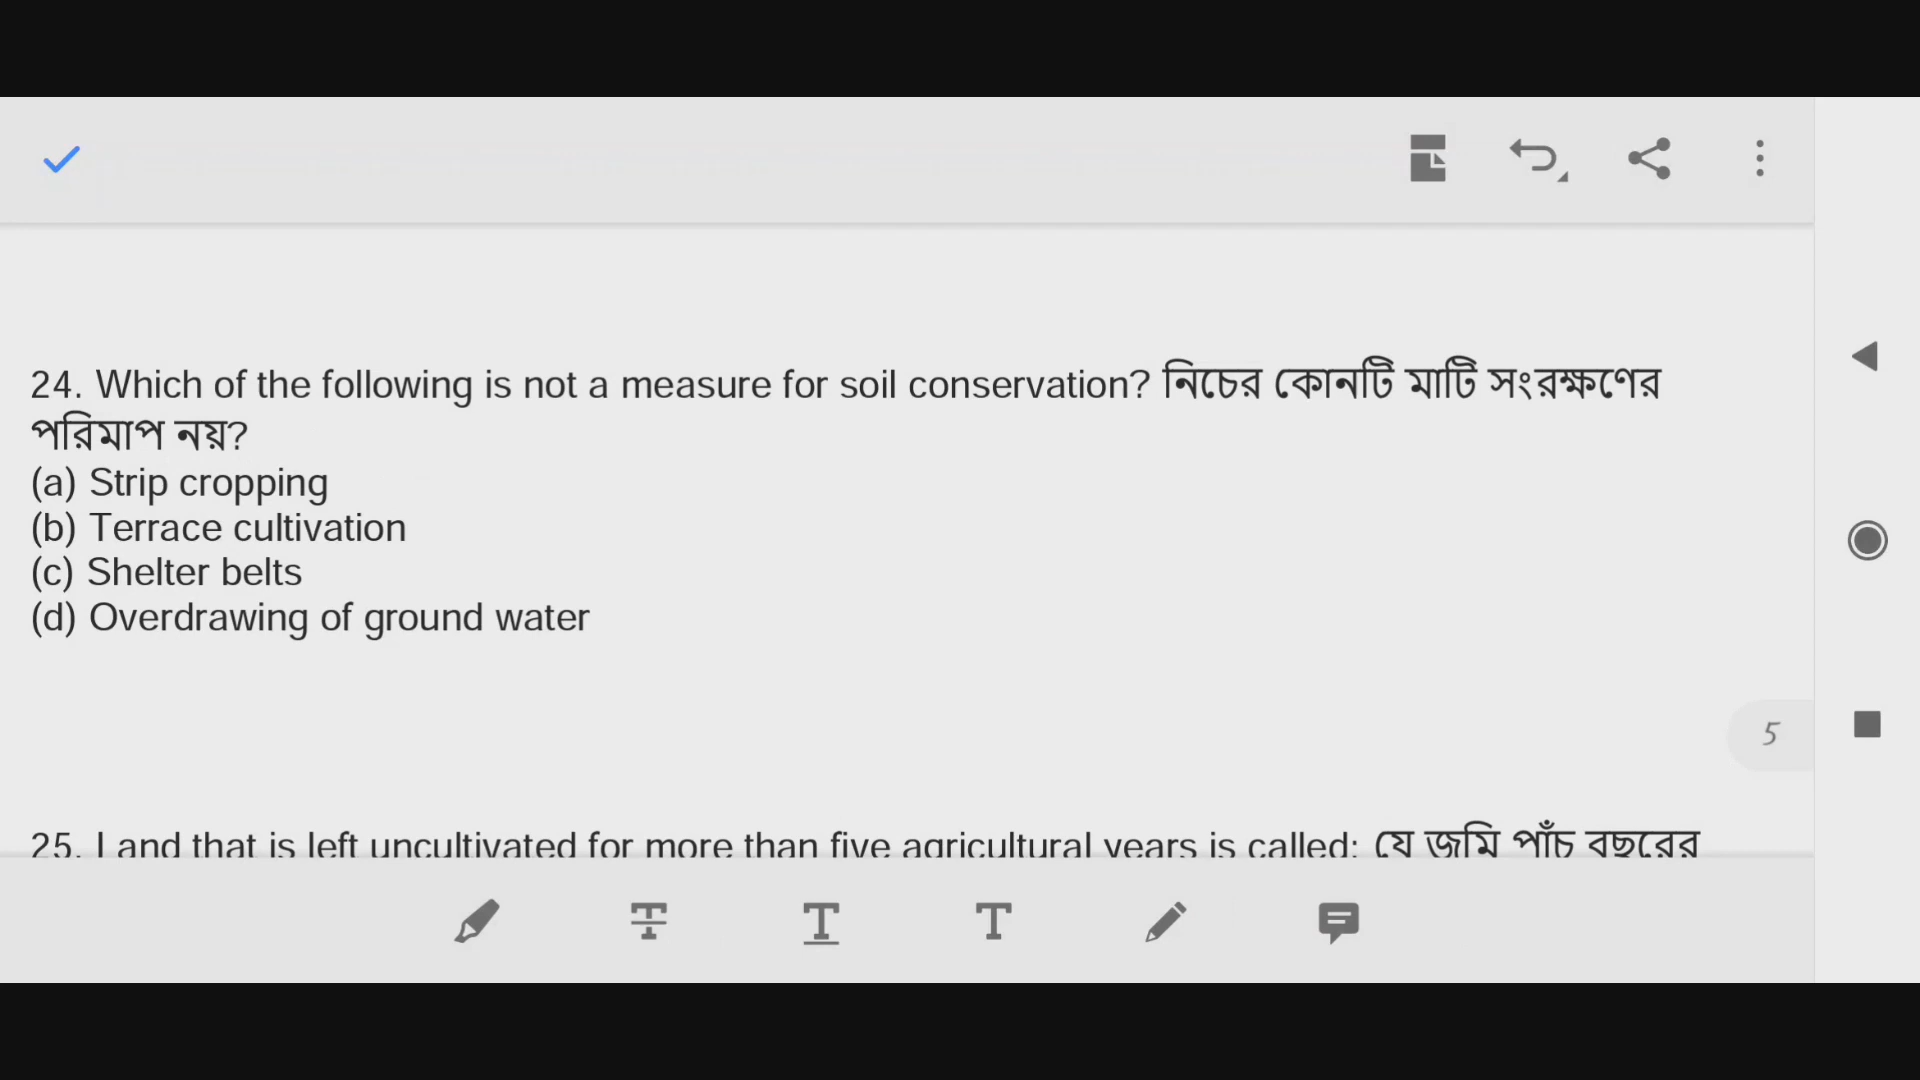 24. Which of the following is not a measure for soil conservation? নিচের কোনটি মাটি সংরক্ষণের
পরিমাপ নয়?
(a) Strip cropping
(b) Terrace cultivation
(c) Shelter belts
(d) Overdrawing of ground water
5
25. Land that is left uncultivated for more than five agricultural years is called: যে জমি পাঁচ বছরের